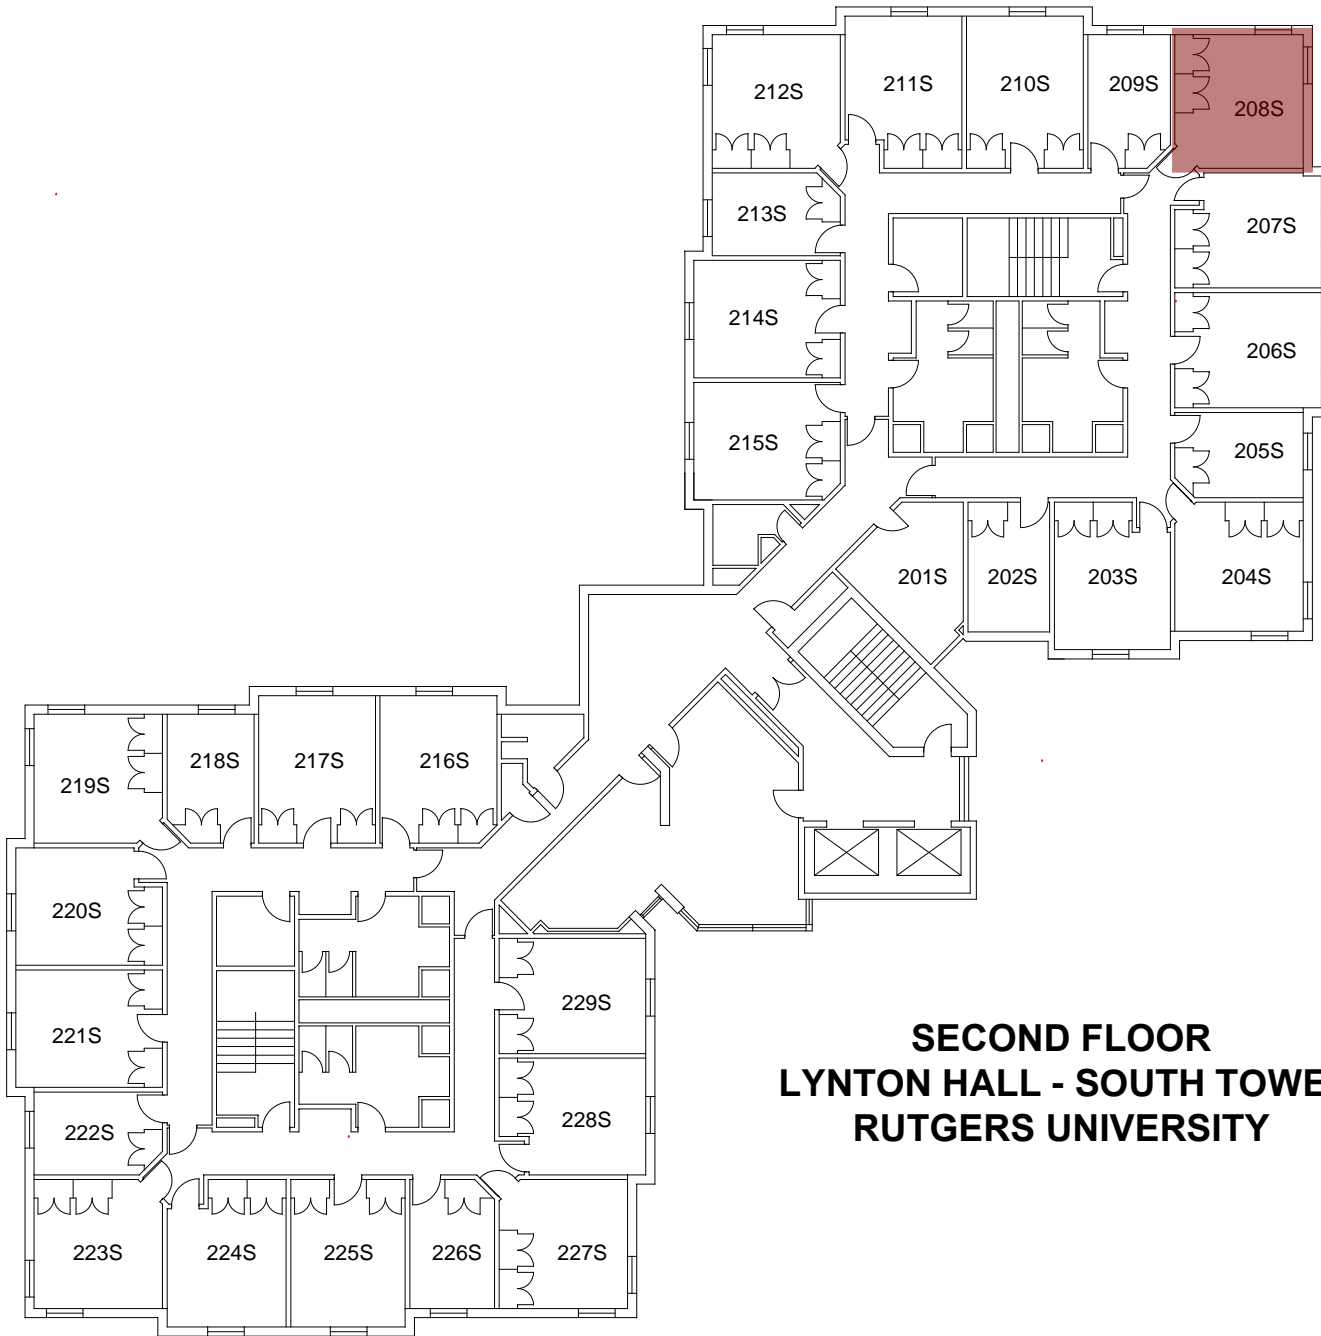 211S 210S 209S
212S 208S
213S 207S
214S 206S
215S 205S
201S 202S 203S 204S
218S 217S 216S
219S
220S
221S 229S
222S 228S
223S 224S 225S 226S 227S
SECOND FLOOR
LYNTON HALL - SOUTH TOWE
RUTGERS UNIVERSITY